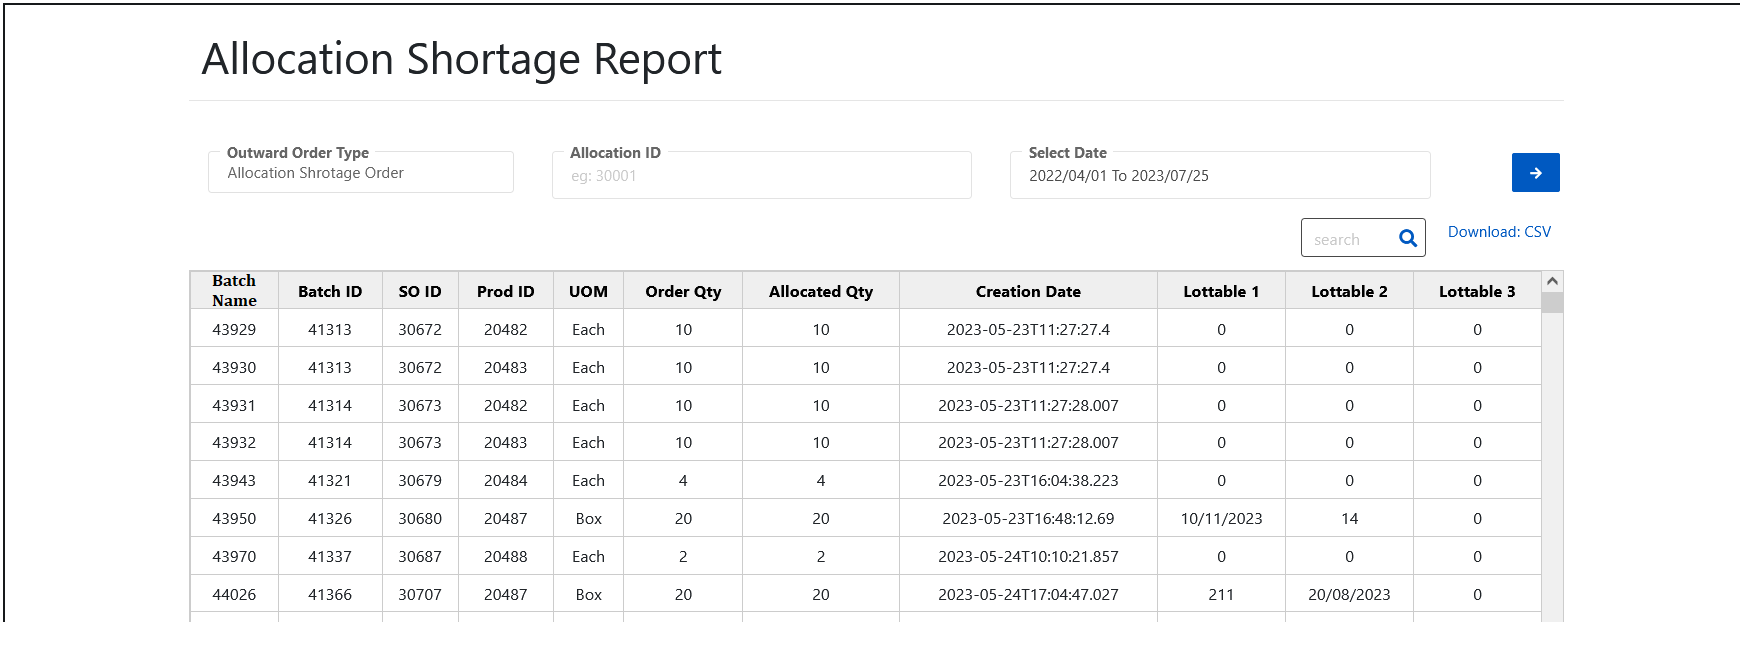 Allocation Shortage Report
Outward Order Type
Allocation Shrotage Order
Allocation ID
eg: 30001
Select Date
2022/04/01 To 2023/07/25
search
Download: CSV
Batch Name Batch ID SO ID Prod ID UOM Order Qty Allocated Qty Creation Date Lottable 1 Lottable 2 Lottable 3
43929 41313 30672 20482 Each 10 10 2023-05-23T11:27:27.4 0 0 0
43930 41313 30672 20483 Each 10 10 2023-05-23T11:27:27.4 0 0 0
43931 41314 30673 20482 Each 10 10 2023-05-23T11:27:28.007 0 0 0
43932 41314 30673 20483 Each 10 10 2023-05-23T11:27:28.007 0 0 0
43943 41321 30679 20484 Each 4 4 2023-05-23T16:04:38.223 0 0 0
43950 41326 30680 20487 Box 20 20 2023-05-23T16:48:12.69 10/11/2023 14 0
43970 41337 30687 20488 Each 2 2 2023-05-24T10:10:21.857 0 0 0
44026 41366 30707 20487 Box 20 20 2023-05-24T17:04:47.027 211 20/08/2023 0